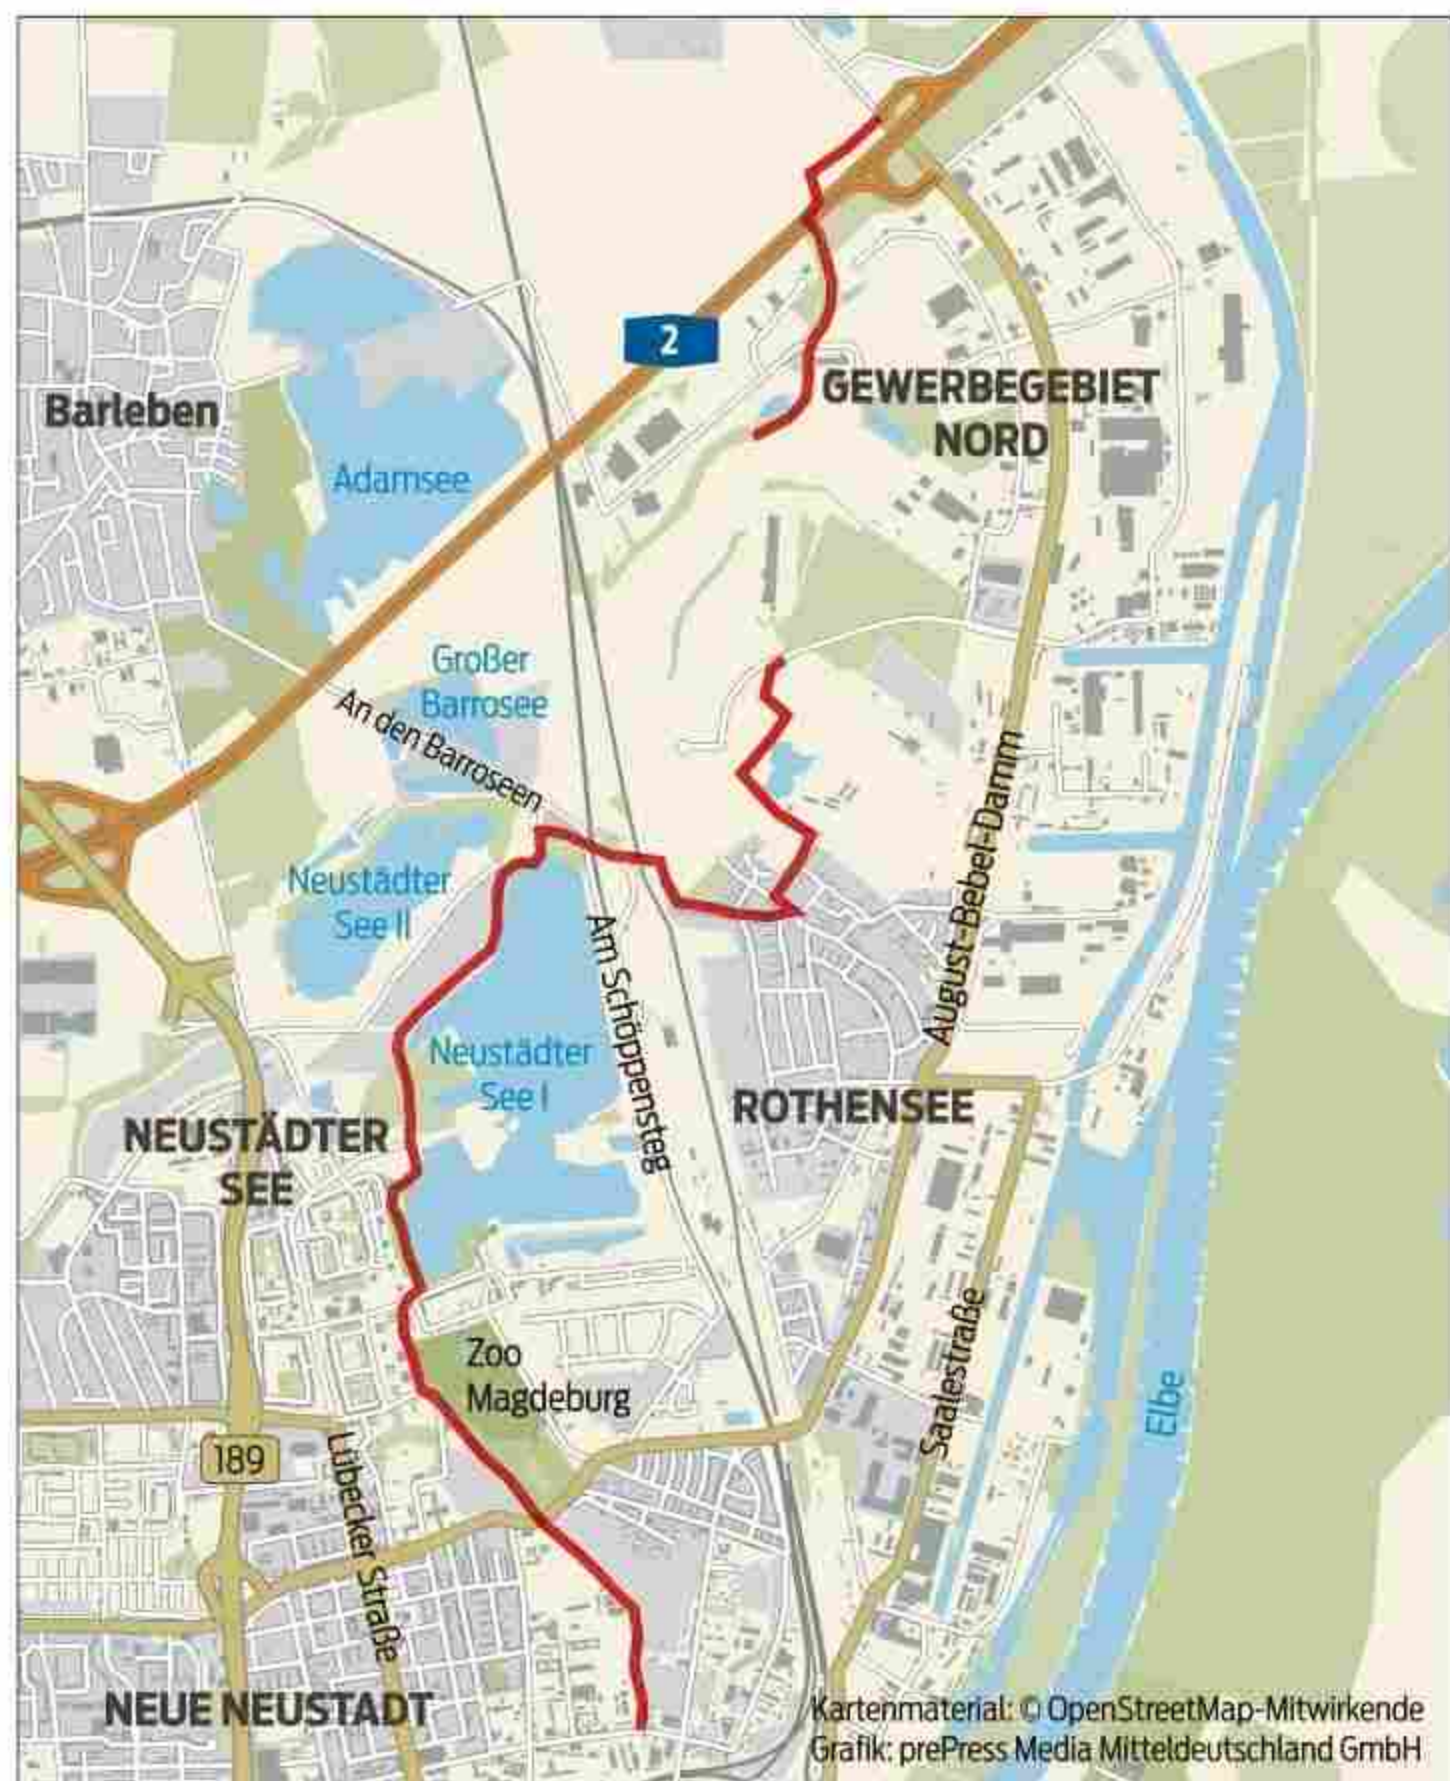 2
GEWERBEGEBIET
NORD
Barleben
Adamsee
Großer
Barrosee
An den Barroseen
August-Bebel-Damm
Neustädter
See II
Am Schöppensteg
Neustädter
See I
ROTHENSEE
NEUSTÄDTER
SEE
Zoo
Magdeburg
Saalestraße
Elbe
189
Lübecker Straße
NEUE NEUSTADT
Kartenmaterial: © OpenStreetMap-Mitwirkende
Grafik: prePress Media Mitteldeutschland GmbH